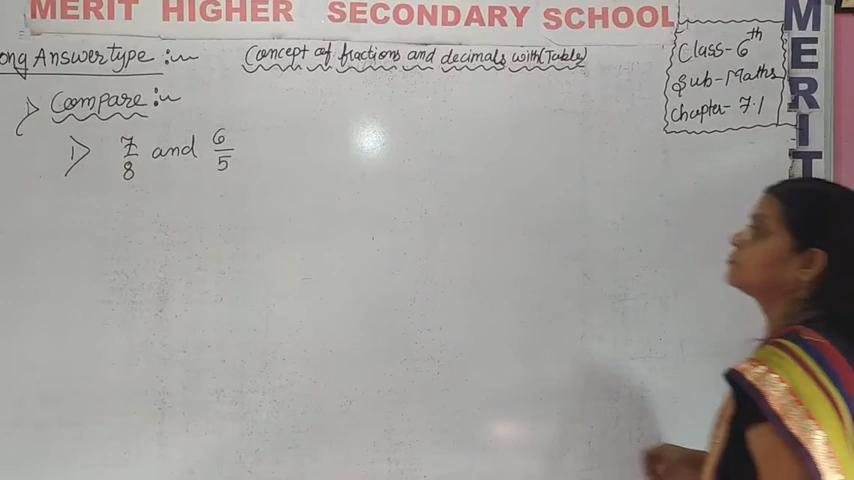 MERIT HIGHER SECONDARY SCHOOL
ong Answer type :~
Concept of fractions and decimals with (Table)
Class-6th
Sub-Maths
Chapter- 7.1
Compare :~
1> 7/8 and 6/5
MERIT